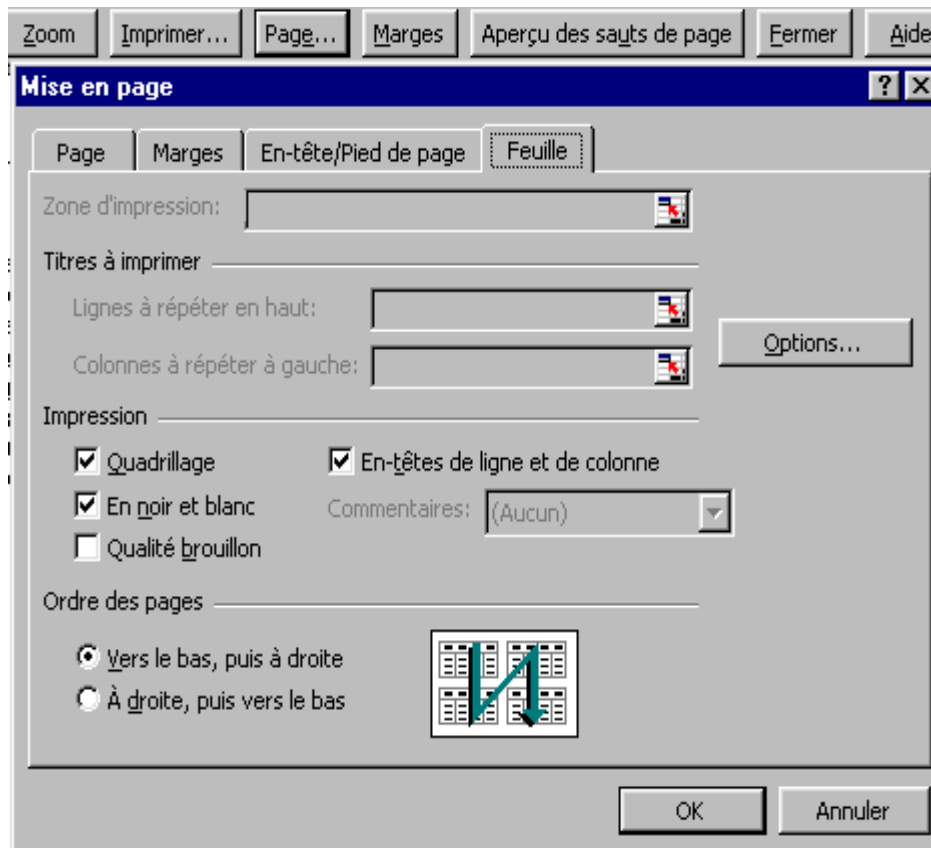 Zoom Imprimer... Page... Marges Aperçu des sauts de page Fermer Aide
Mise en page
Page Marges En-tête/Pied de page Feuille
Zone d'impression:
Titres à imprimer
Lignes à répéter en haut:
Colonnes à répéter à gauche:
Options...
Impression
Quadrillage En-têtes de ligne et de colonne
En noir et blanc Commentaires: (Aucun)
Qualité brouillon
Ordre des pages
Vers le bas, puis à droite
À droite, puis vers le bas
OK Annuler